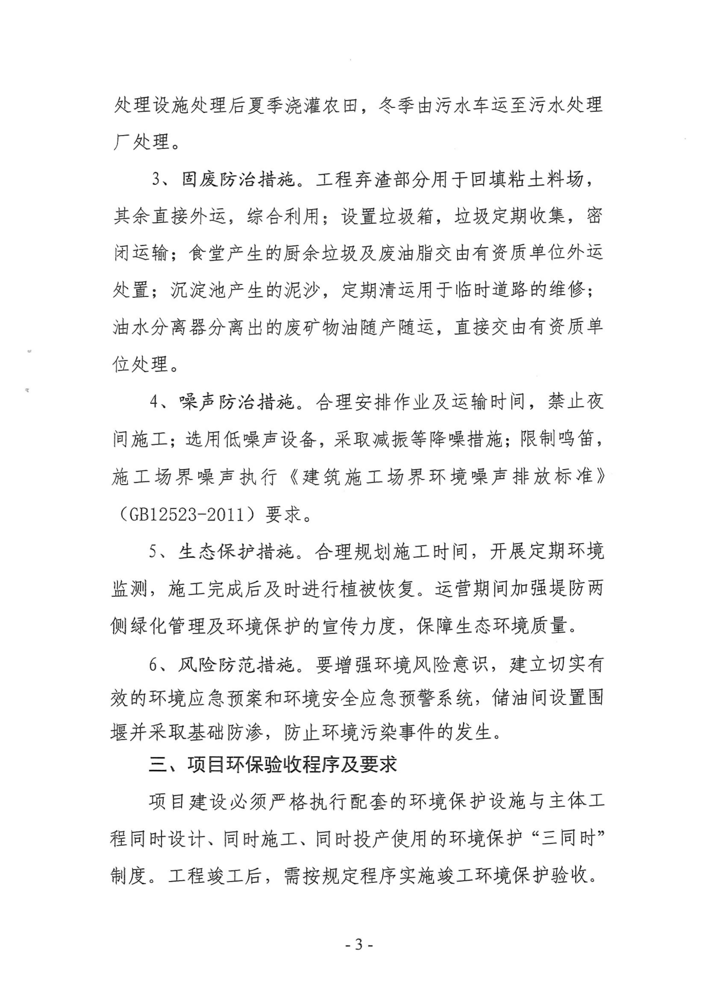 处理设施处理后夏季浇灌农田，冬季由污水车运至污水处理
厂处理。
3、固废防治措施。工程弃渣部分用于回填粘土料场，
其余直接外运，综合利用；设置垃圾箱，垃圾定期收集，密
闭运输；食堂产生的厨余垃圾及废油脂交由有资质单位外运
处置；沉淀池产生的泥沙，定期清运用于临时道路的维修；
油水分离器分离出的废矿物油随产随运，直接交由有资质单
位处理。
4、噪声防治措施。合理安排作业及运输时间，禁止夜
间施工；选用低噪声设备，采取减振等降噪措施；限制鸣笛，
施工场界噪声执行《建筑施工场界环境噪声排放标准》
（GB12523-2011）要求。
5、生态保护措施。合理规划施工时间，开展定期环境
监测，施工完成后及时进行植被恢复。运营期间加强堤防两
侧绿化管理及环境保护的宣传力度，保障生态环境质量。
6、风险防范措施。要增强环境风险意识，建立切实有
效的环境应急预案和环境安全应急预警系统，储油间设置围
堰并采取基础防渗，防止环境污染事件的发生。
三、项目环保验收程序及要求
项目建设必须严格执行配套的环境保护设施与主体工
程同时设计、同时施工、同时投产使用的环境保护“三同时”
制度。工程竣工后，需按规定程序实施竣工环境保护验收。
- 3 -